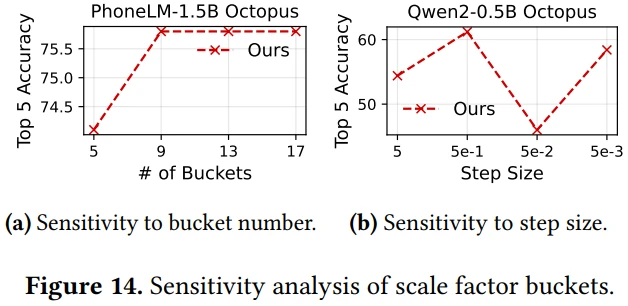 PhoneLM-1.5B Octopus
Top 5 Accuracy
75.5
75.0
74.5
Ours
5 9 13 17
# of Buckets
(a) Sensitivity to bucket number.
Qwen2-0.5B Octopus
Top 5 Accuracy
60
50
Ours
5 5e-1 5e-2 5e-3
Step Size
(b) Sensitivity to step size.
Figure 14. Sensitivity analysis of scale factor buckets.